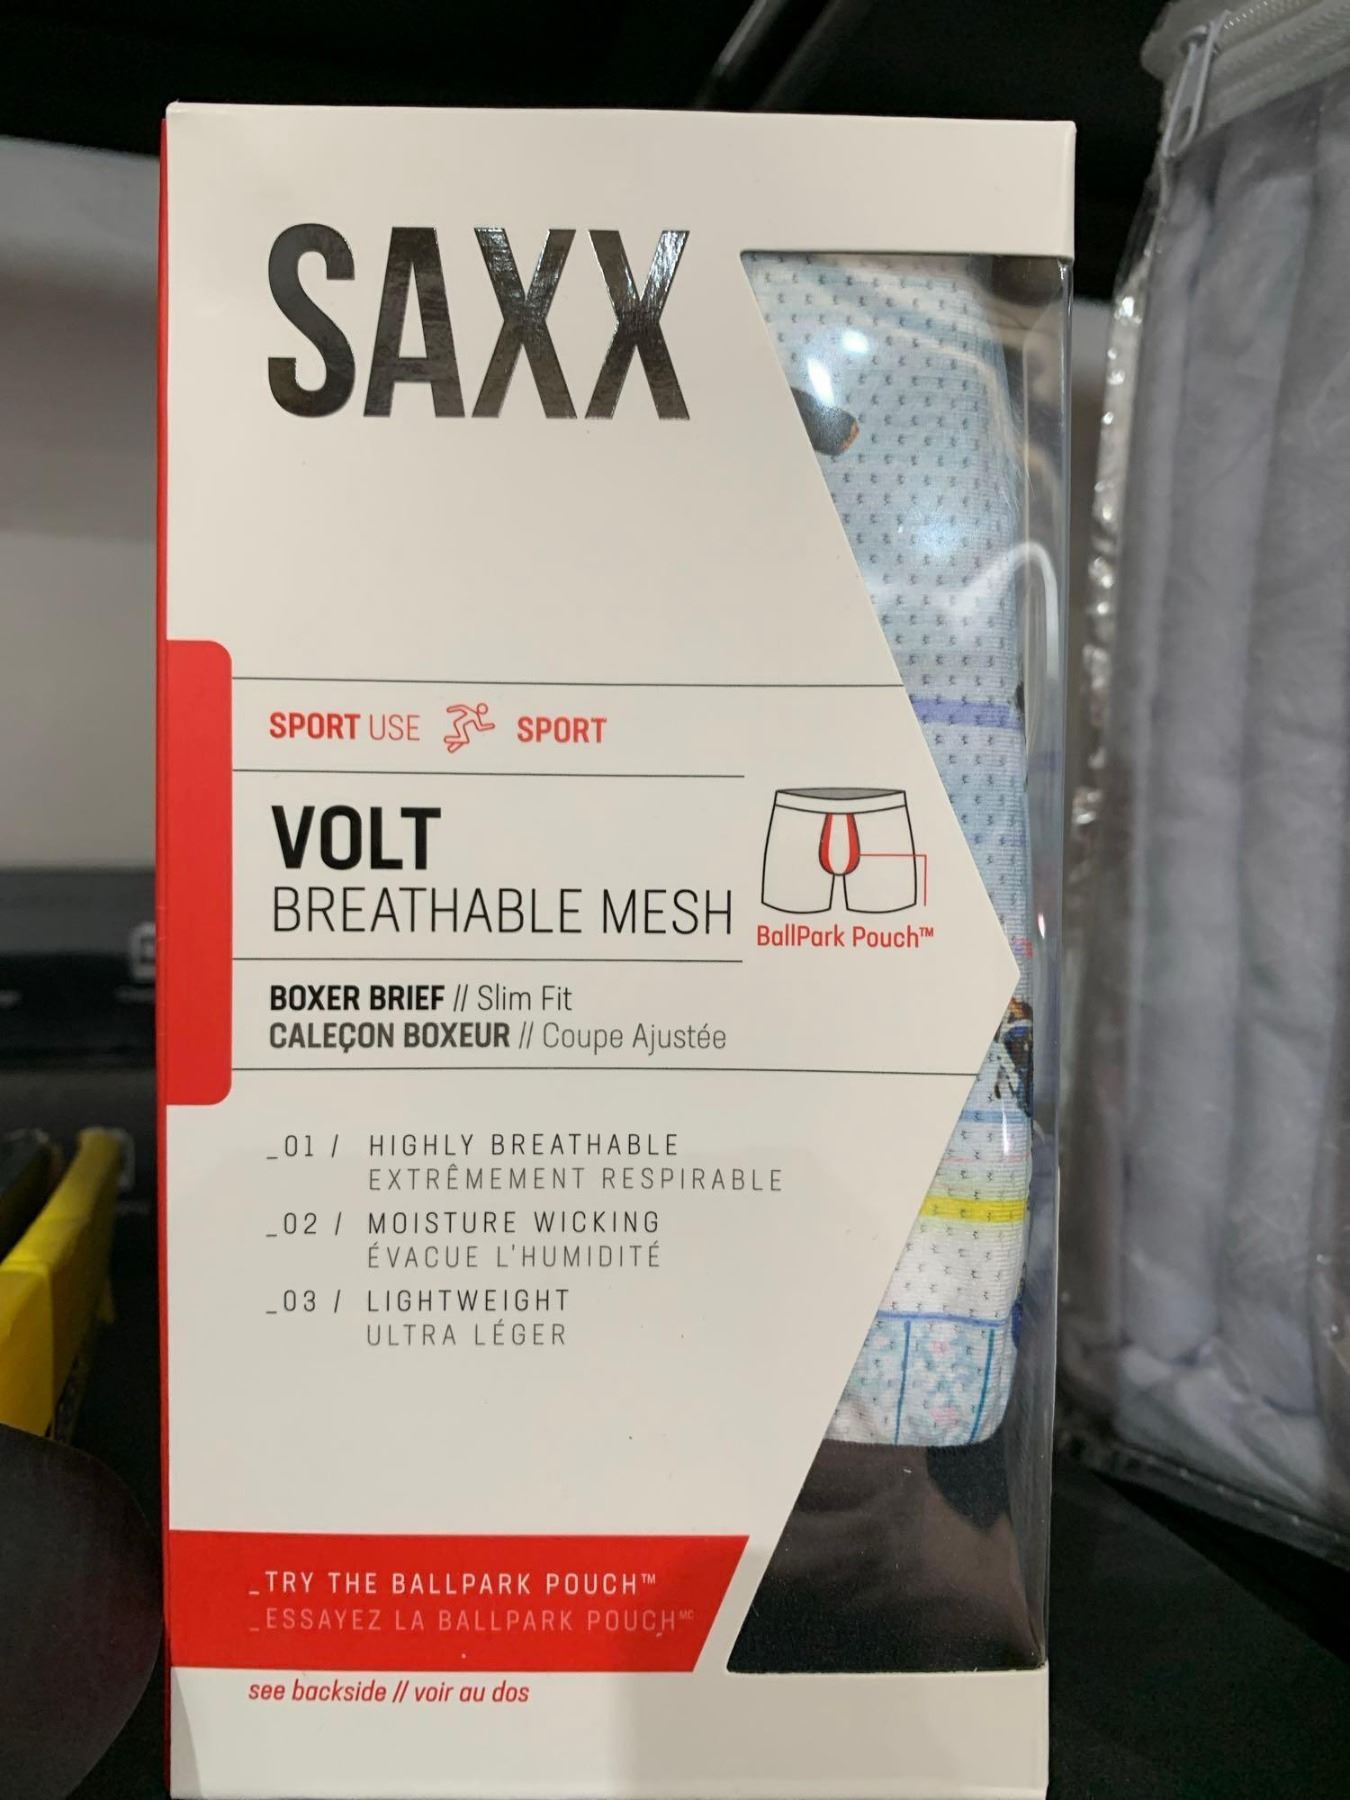 SAXX
SPORT USE SPORT
VOLT
BREATHABLE MESH
BallPark Pouch™
BOXER BRIEF // Slim Fit
CALEÇON BOXEUR // Coupe Ajustée
_01 / HIGHLY BREATHABLE
EXTRÊMEMENT RESPIRABLE
_02 / MOISTURE WICKING
ÉVACUE L'HUMIDITÉ
_03 / LIGHTWEIGHT
ULTRA LÉGER
_TRY THE BALLPARK POUCH™
_ESSAYEZ LA BALLPARK POUCH MC
see backside // voir au dos